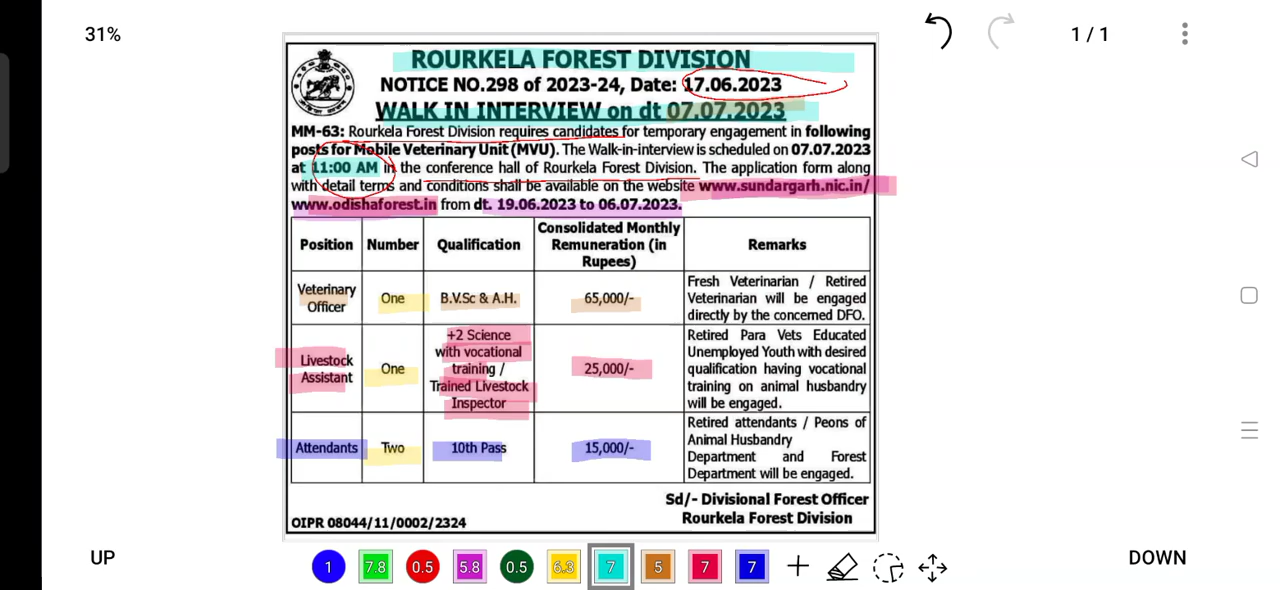 31%
1 / 1
ROURKELA FOREST DIVISION
NOTICE NO.298 of 2023-24, Date: 17.06.2023
WALK IN INTERVIEW on dt 07.07.2023
MM-63: Rourkela Forest Division requires candidates for temporary engagement in following
posts for Mobile Veterinary Unit (MVU). The Walk-in-interview is scheduled on 07.07.2023
at 11:00 AM in the conference hall of Rourkela Forest Division. The application form along
with detail terms and conditions shall be available on the website www.sundargarh.nic.in/
www.odishaforest.in from dt. 19.06.2023 to 06.07.2023.
Position Number Qualification Consolidated Monthly Remuneration (in Rupees) Remarks
Veterinary Officer One B.V.Sc & A.H. 65,000/- Fresh Veterinarian / Retired
Veterinarian will be engaged
directly by the concerned DFO.
Livestock Assistant One +2 Science with vocational training / Trained Livestock Inspector 25,000/- Retired Para Vets Educated
Unemployed Youth with desired
qualification having vocational
training on animal husbandry
will be engaged.
Attendants Two 10th Pass 15,000/- Retired attendants / Peons of
Animal Husbandry
Department and Forest
Department will be engaged.
Sd/- Divisional Forest Officer
Rourkela Forest Division
OIPR 08044/11/0002/2324
UP
1 7.8 0.5 5.8 0.5 6.3 7 5 7 7
DOWN